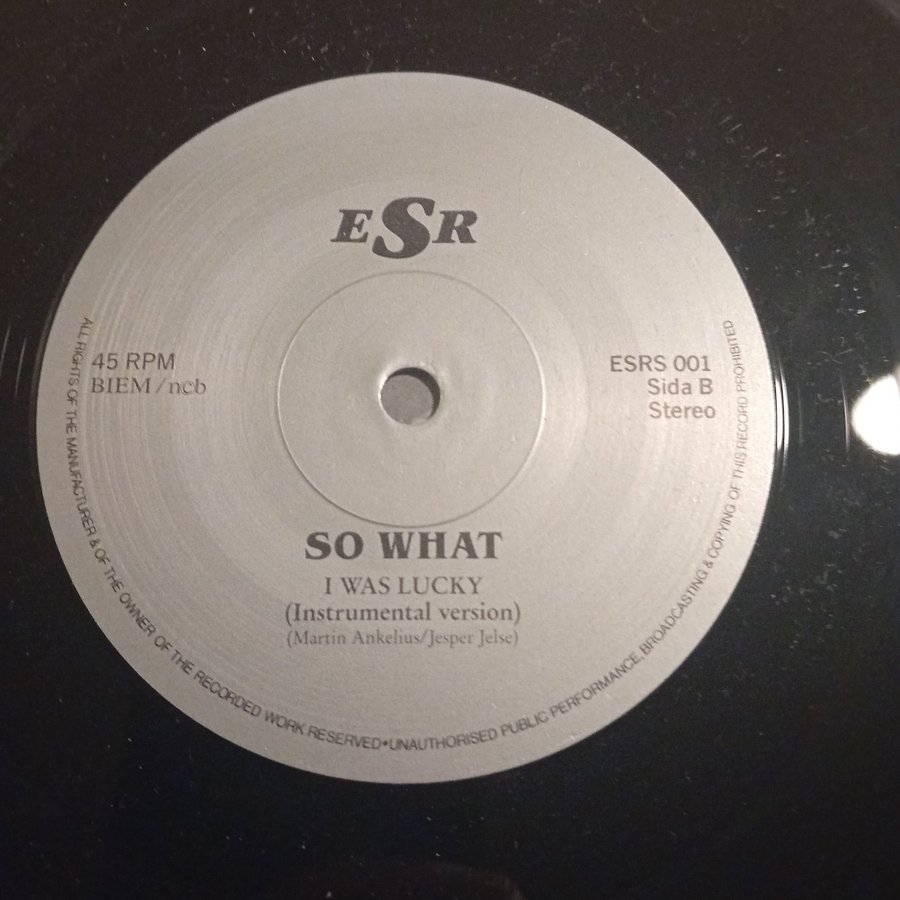 ESR
45 RPM
BIEM/ncb
ESRS 001
Sida B
Stereo
SO WHAT
I WAS LUCKY
(Instrumental version)
(Martin Ankelius/Jesper Jelse)
ALL RIGHTS OF THE MANUFACTURER & OF THE OWNER OF THE RECORDED WORK RESERVED•UNAUTHORISED PUBLIC PERFORMANCE, BROADCASTING & COPYING OF THIS RECORD PROHIBITED